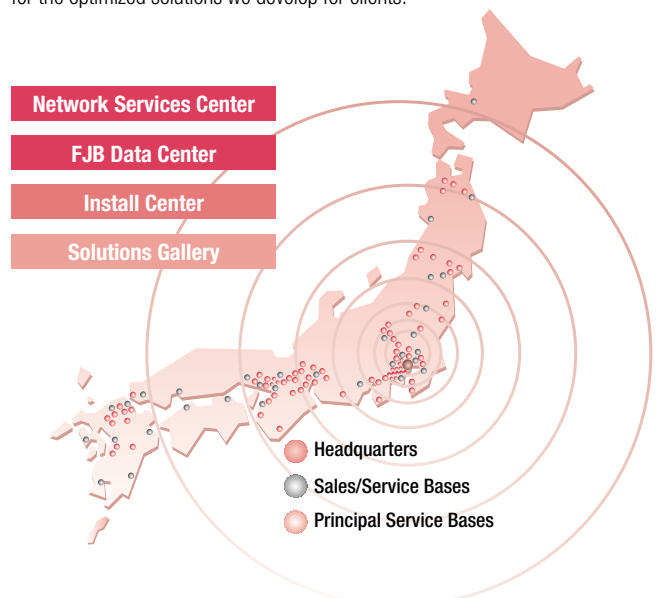 for the optimized solutions we develop for clients.
Network Services Center
FJB Data Center
Install Center
Solutions Gallery
Headquarters
Sales/Service Bases
Principal Service Bases